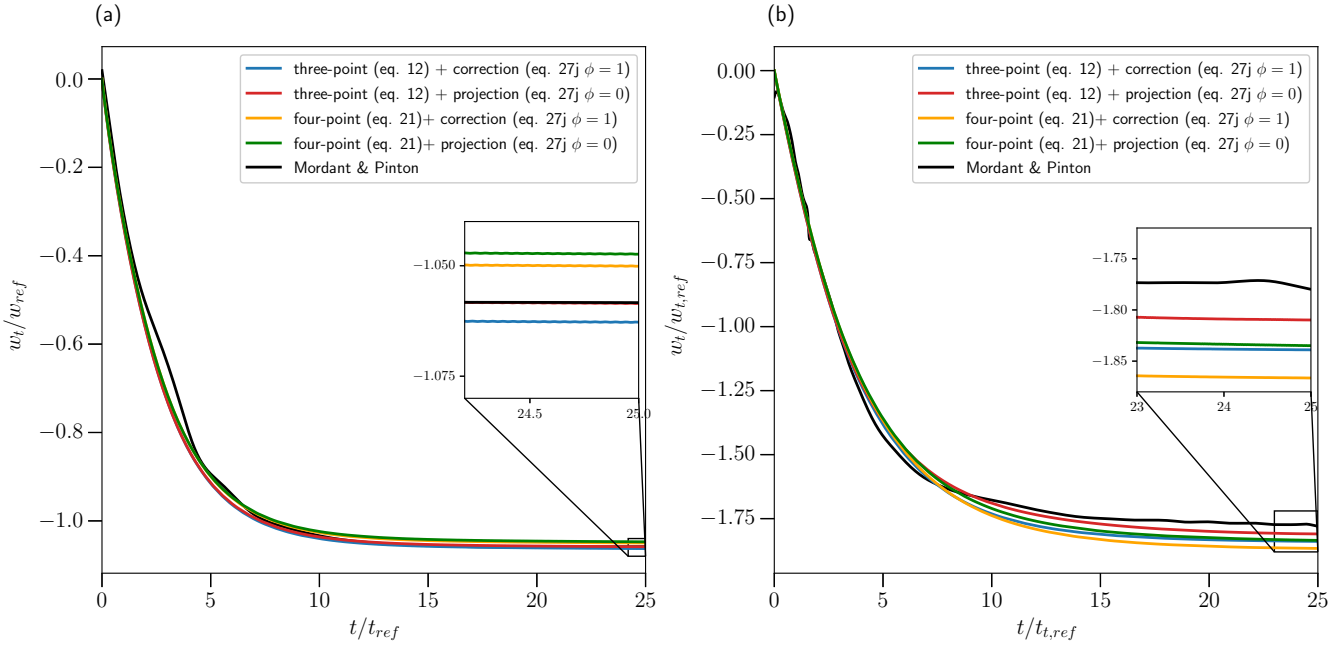 (a)
three-point (eq. 12) + correction (eq. 27j ϕ = 1)
three-point (eq. 12) + projection (eq. 27j ϕ = 0)
four-point (eq. 21)+ correction (eq. 27j ϕ = 1)
four-point (eq. 21)+ projection (eq. 27j ϕ = 0)
Mordant & Pinton
0.0
−0.2
−0.4
−0.6
−0.8
−1.0
w_t/w_ref
−1.050
−1.075
24.5
25.0
0
5
10
15
20
25
t/t_ref
(b)
three-point (eq. 12) + correction (eq. 27j ϕ = 1)
three-point (eq. 12) + projection (eq. 27j ϕ = 0)
four-point (eq. 21)+ correction (eq. 27j ϕ = 1)
four-point (eq. 21)+ projection (eq. 27j ϕ = 0)
Mordant & Pinton
0.00
−0.25
−0.50
−0.75
−1.00
−1.25
−1.50
−1.75
w_t/w_t,ref
−1.75
−1.80
−1.85
23
24
25
0
5
10
15
20
25
t/t_t,ref